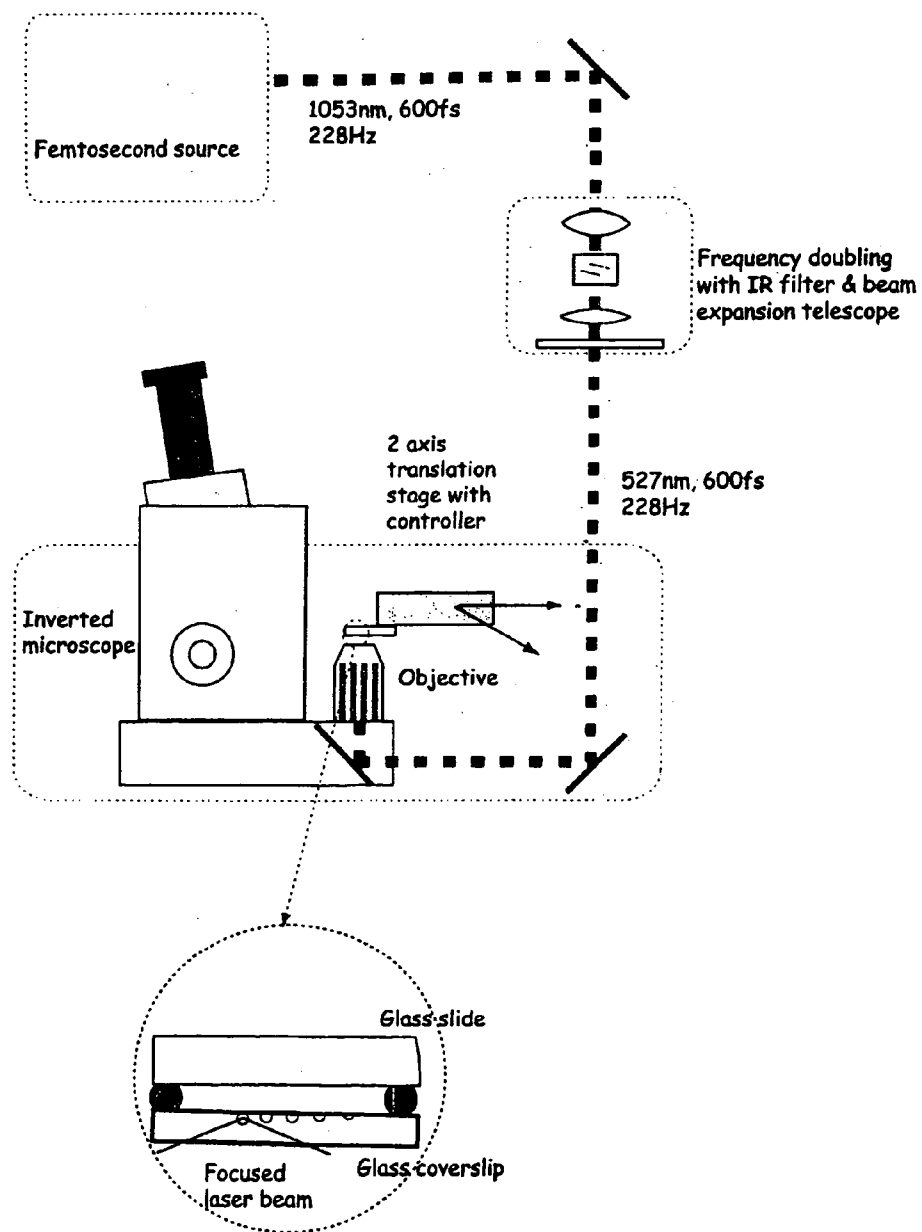 1053nm, 600fs
228Hz
Femtosecond source
Frequency doubling
with IR filter & beam
expansion telescope
2 axis
translation
stage with
controller
527nm, 600fs
228Hz
Inverted
microscope
Objective
Glass slide
Focused
laser beam
Glass coverslip